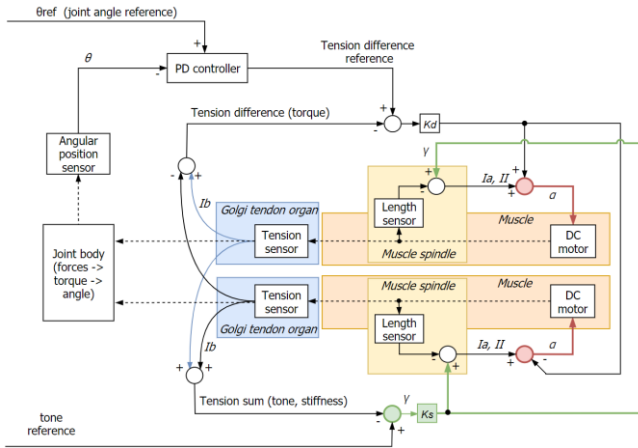 θref (joint angle reference)
θ
+
-
PD controller
Tension difference
reference
Tension difference (torque)
+
-
Kd
Angular
position
sensor
-
+
γ
+
-
Ia, II
+
+
α
Ib
Golgi tendon organ
Length
sensor
Muscle
Tension
sensor
DC
motor
Muscle spindle
Joint body
(forces ->
torque ->
angle)
Muscle spindle
Muscle
Tension
sensor
DC
motor
Golgi tendon organ
Length
sensor
Ib
-
+
Ia, II
+
-
α
+
+
Tension sum (tone, stiffness)
-
+
γ
Ks
tone
reference